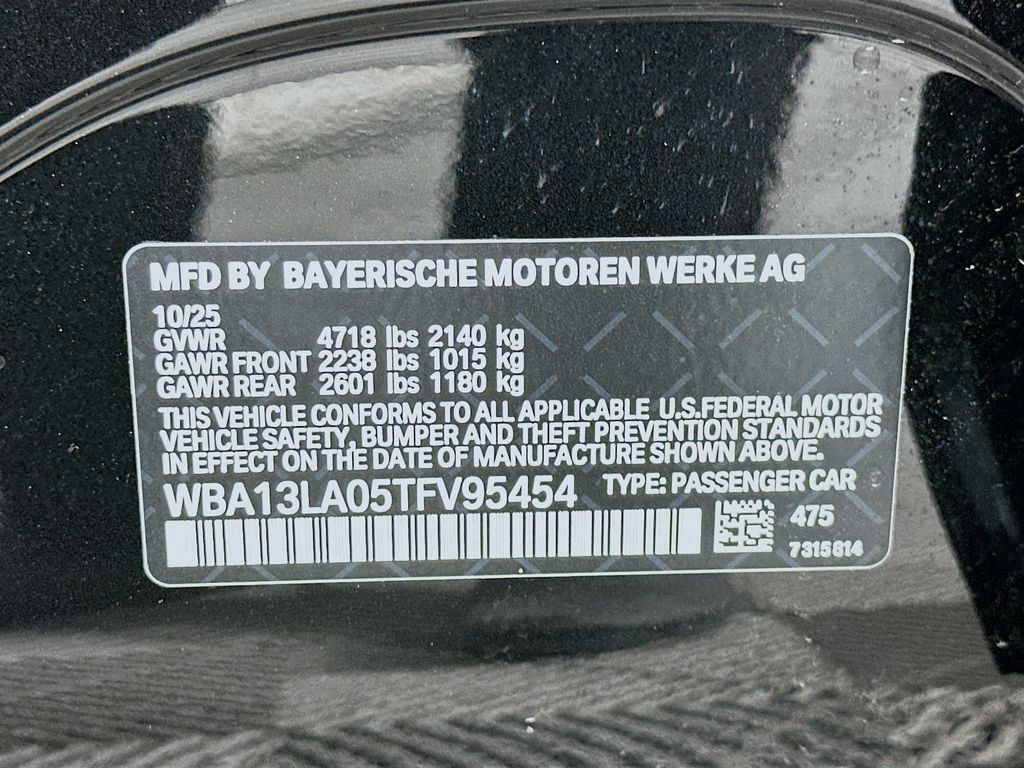 MFD BY BAYERISCHE MOTOREN WERKE AG
10/25
GVWR 4718 lbs 2140 kg
GAWR FRONT 2238 lbs 1015 kg
GAWR REAR 2601 lbs 1180 kg
THIS VEHICLE CONFORMS TO ALL APPLICABLE U.S.FEDERAL MOTOR
VEHICLE SAFETY, BUMPER AND THEFT PREVENTION STANDARDS
IN EFFECT ON THE DATE OF MANUFACTURE SHOWN ABOVE.
WBA13LA05TFV95454 TYPE: PASSENGER CAR
475
7315814